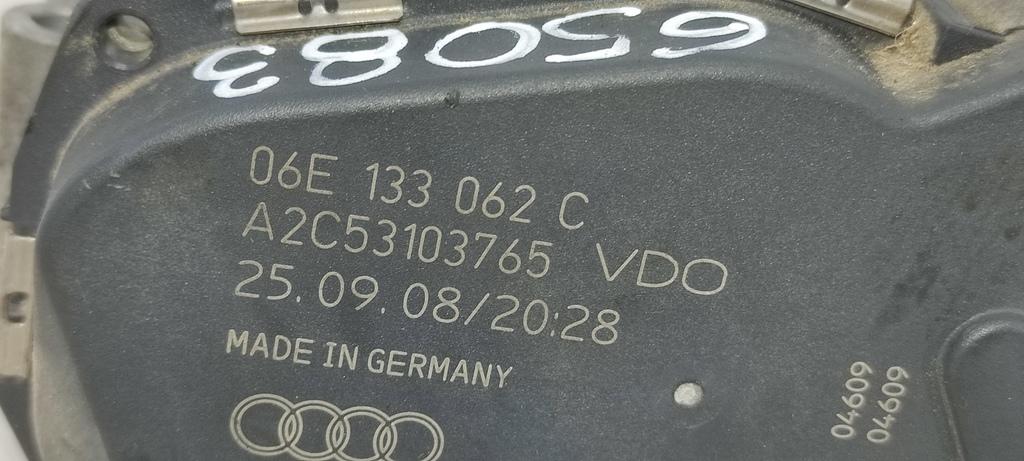 65083
06E 133 062 C
A2C53103765 VDO
25.09.08/20:28
MADE IN GERMANY
04609
04609